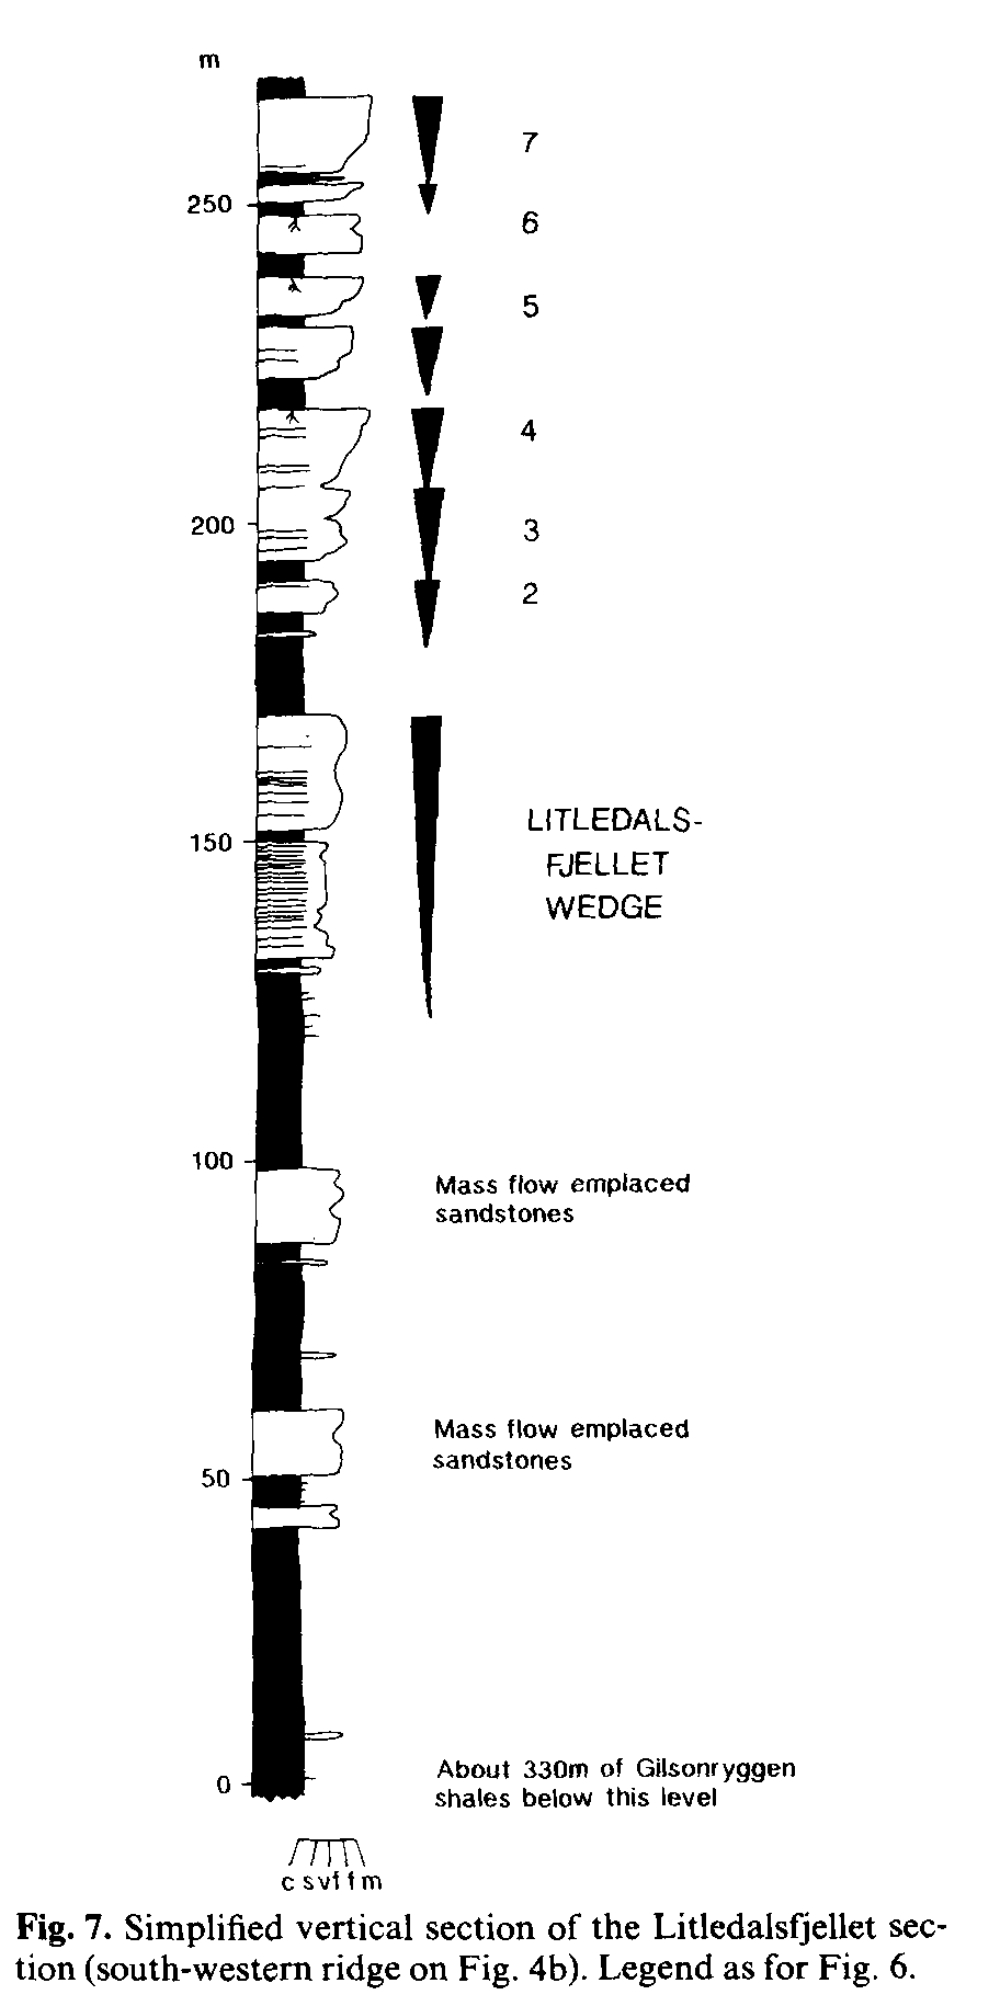 m
7
250
6
5
4
200
3
2
LITLEDALS-
150
FJELLET
WEDGE
100
Mass flow emplaced
sandstones
Mass flow emplaced
sandstones
50
About 330m of Gilsonryggen
0
shales below this level
c s vf f m
Fig. 7. Simplified vertical section of the Litledalsfjellet sec-
tion (south-western ridge on Fig. 4b). Legend as for Fig. 6.